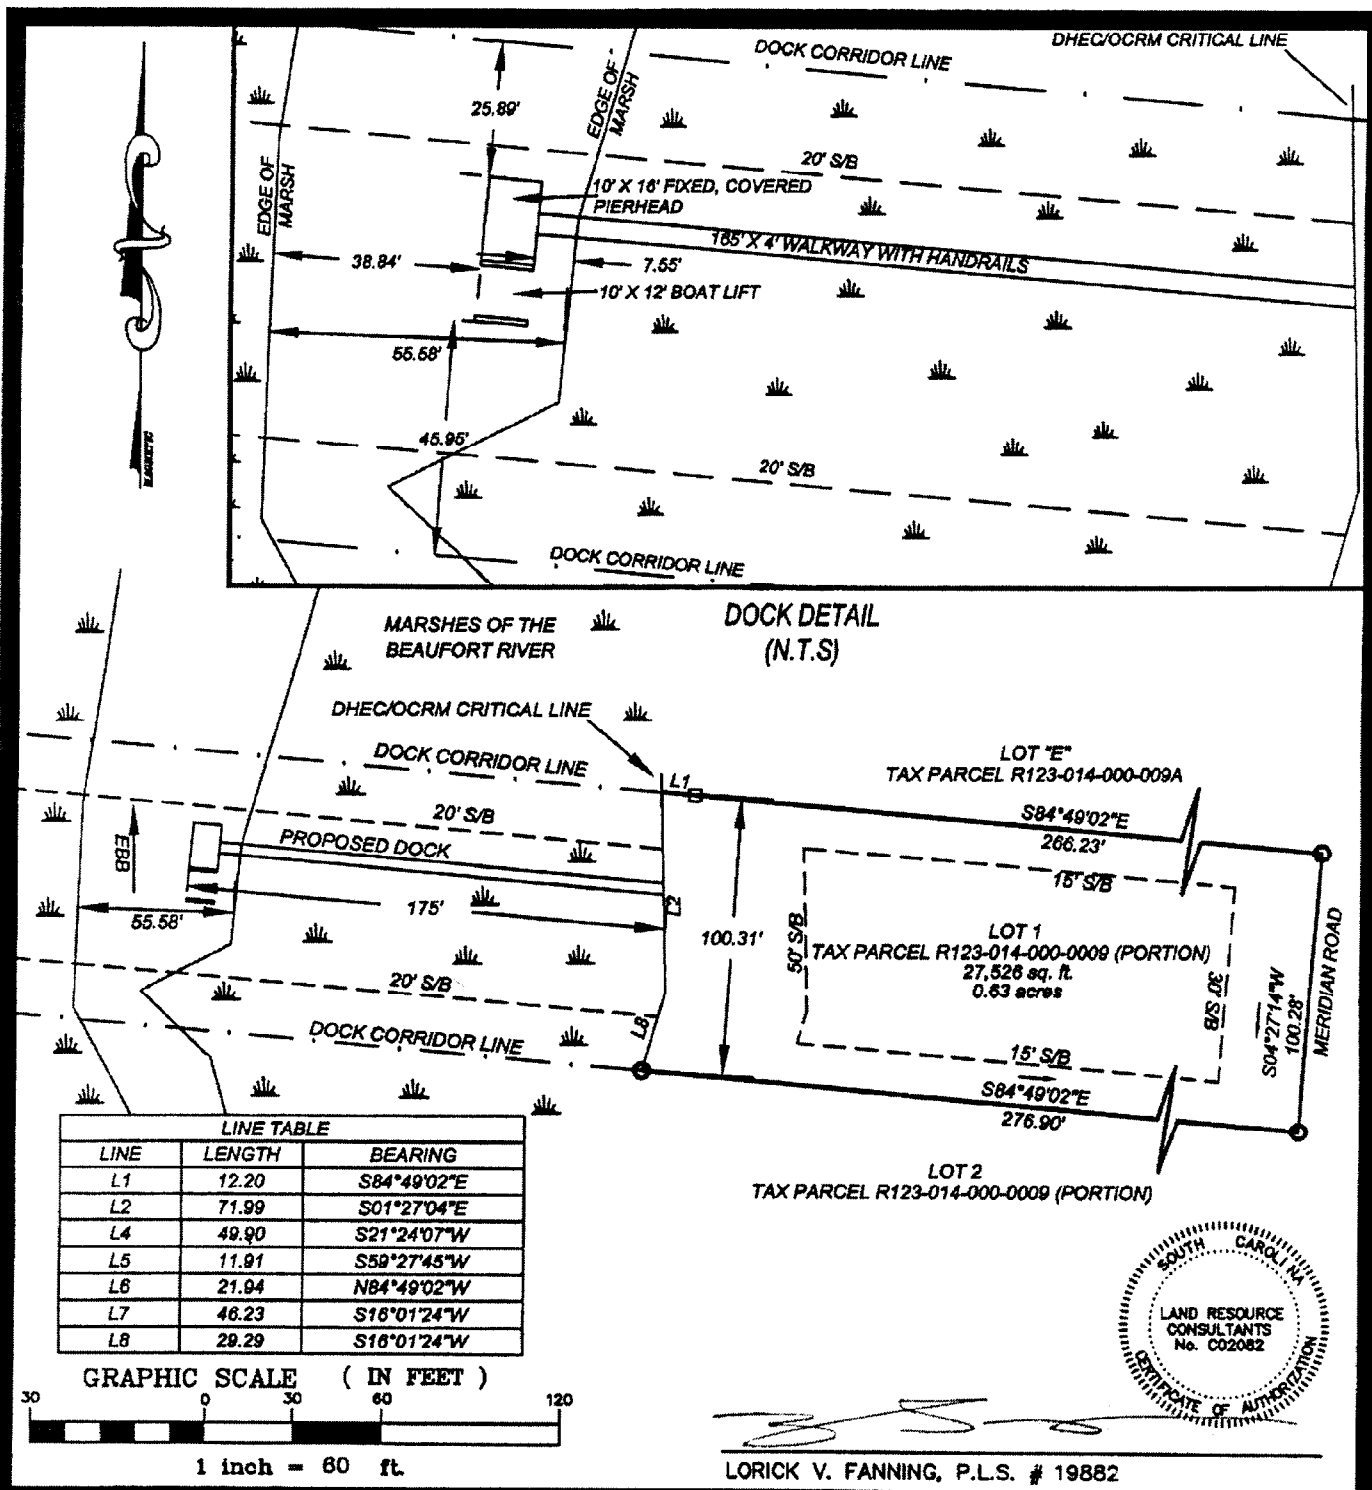 DOCK CORRIDOR LINE
DHEC/OCRM CRITICAL LINE
EDGE OF
MARSH
25.89'
20' S/B
EDGE OF
MARSH
10' X 16' FIXED, COVERED
PIERHEAD
165' X 4' WALKWAY WITH HANDRAILS
38.84'
7.55'
10' X 12' BOAT LIFT
55.58'
45.95'
20' S/B
DOCK CORRIDOR LINE
MAGNETIC
DOCK DETAIL
(N.T.S)
MARSHES OF THE
BEAUFORT RIVER
DHEC/OCRM CRITICAL LINE
DOCK CORRIDOR LINE
L1
LOT "E"
TAX PARCEL R123-014-000-009A
S84°49'02"E
266.23'
20' S/B
PROPOSED DOCK
EBB
175'
55.58'
L2
100.31'
15' S/B
50' S/B
LOT 1
TAX PARCEL R123-014-000-0009 (PORTION)
27,526 sq. ft.
0.63 acres
30' S/B
S04°27'14"W
100.28'
MERIDIAN ROAD
20' S/B
DOCK CORRIDOR LINE
L8
15' S/B
S84°49'02"E
276.90'
LOT 2
TAX PARCEL R123-014-000-0009 (PORTION)
LINE TABLE
LINE LENGTH BEARING
L1 12.20 S84°49'02"E
L2 71.99 S01°27'04"E
L4 49.90 S21°24'07"W
L5 11.91 S59°27'45"W
L6 21.94 N84°49'02"W
L7 46.23 S16°01'24"W
L8 29.29 S16°01'24"W
GRAPHIC SCALE ( IN FEET )
30 0 30 60 120
1 inch = 60 ft.
SOUTH CAROLINA
LAND RESOURCE
CONSULTANTS
No. C02082
CERTIFICATE OF AUTHORIZATION
LORICK V. FANNING, P.L.S. # 19882